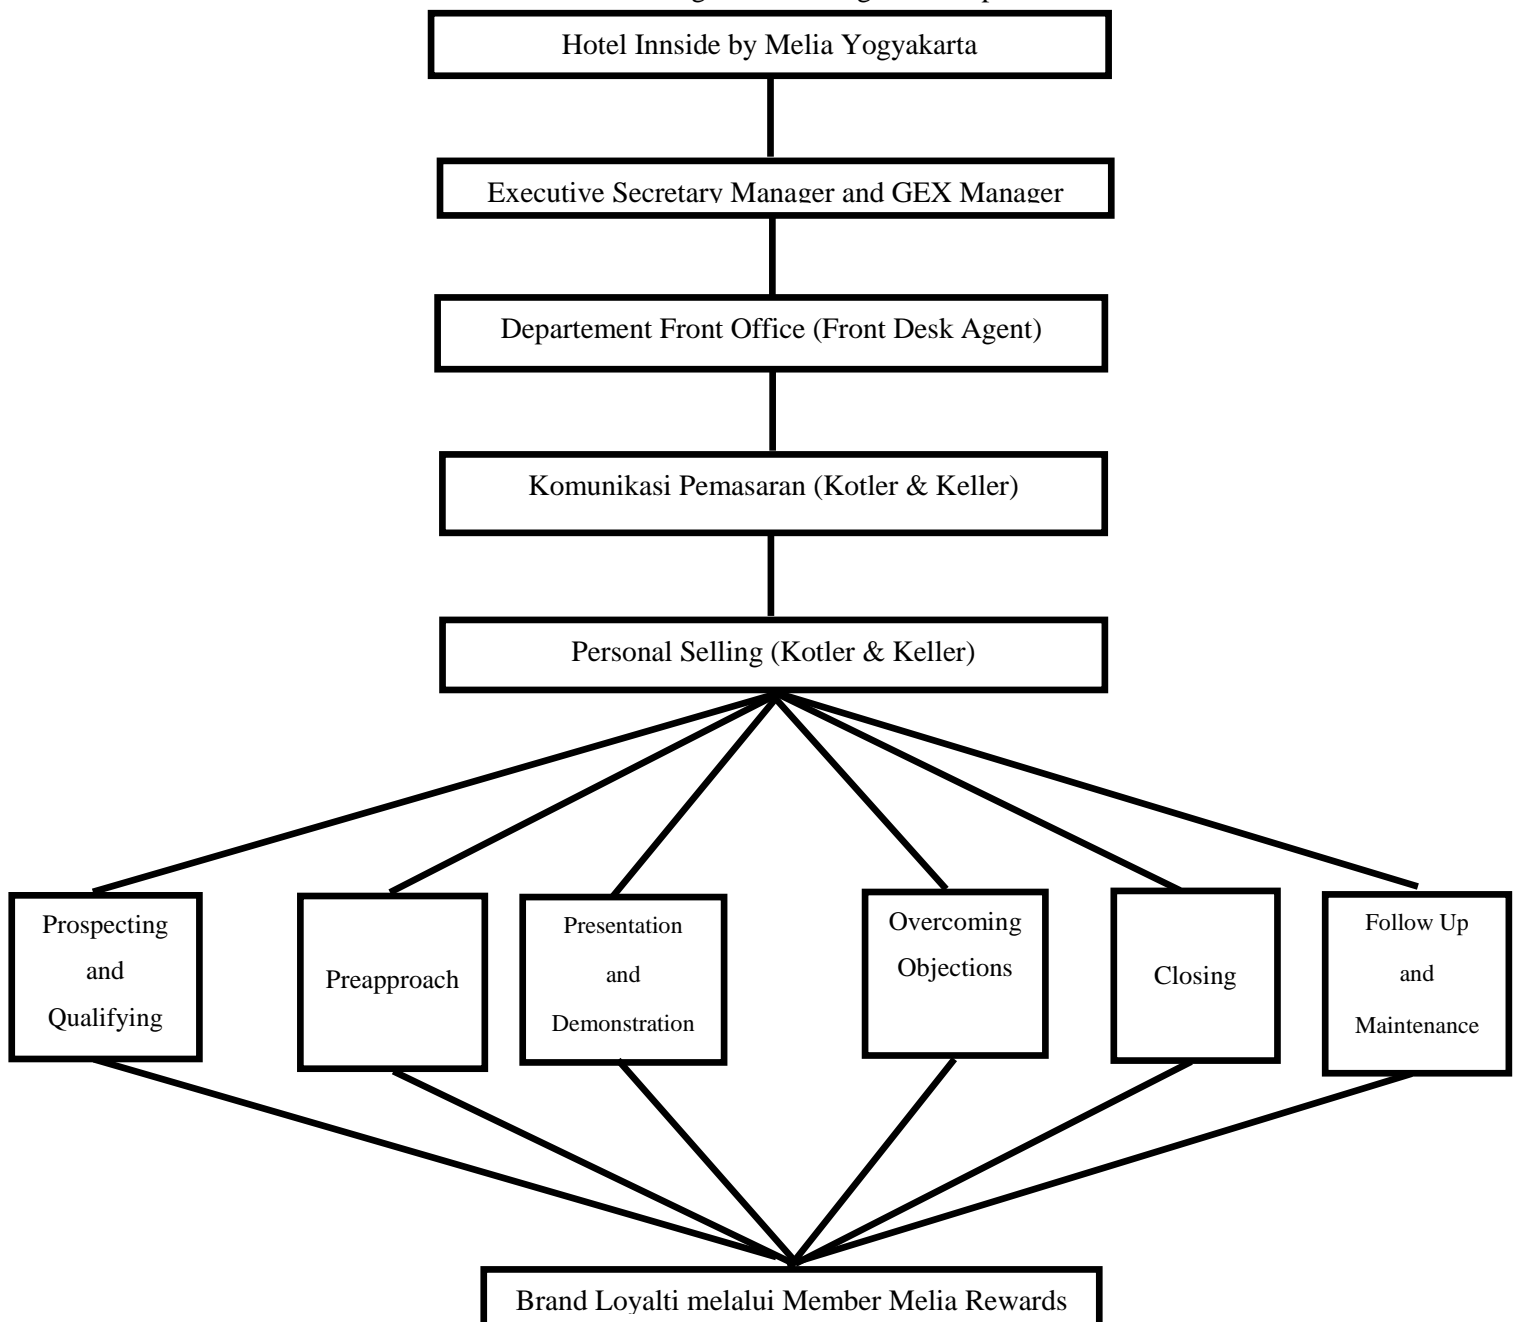 Hotel Innside by Melia Yogyakarta
Executive Secretary Manager and GEX Manager
Departement Front Office (Front Desk Agent)
Komunikasi Pemasaran (Kotler & Keller)
Personal Selling (Kotler & Keller)
Prospecting
and
Qualifying
Preapproach
Presentation
and
Demonstration
Overcoming
Objections
Closing
Follow Up
and
Maintenance
Brand Loyalti melalui Member Melia Rewards